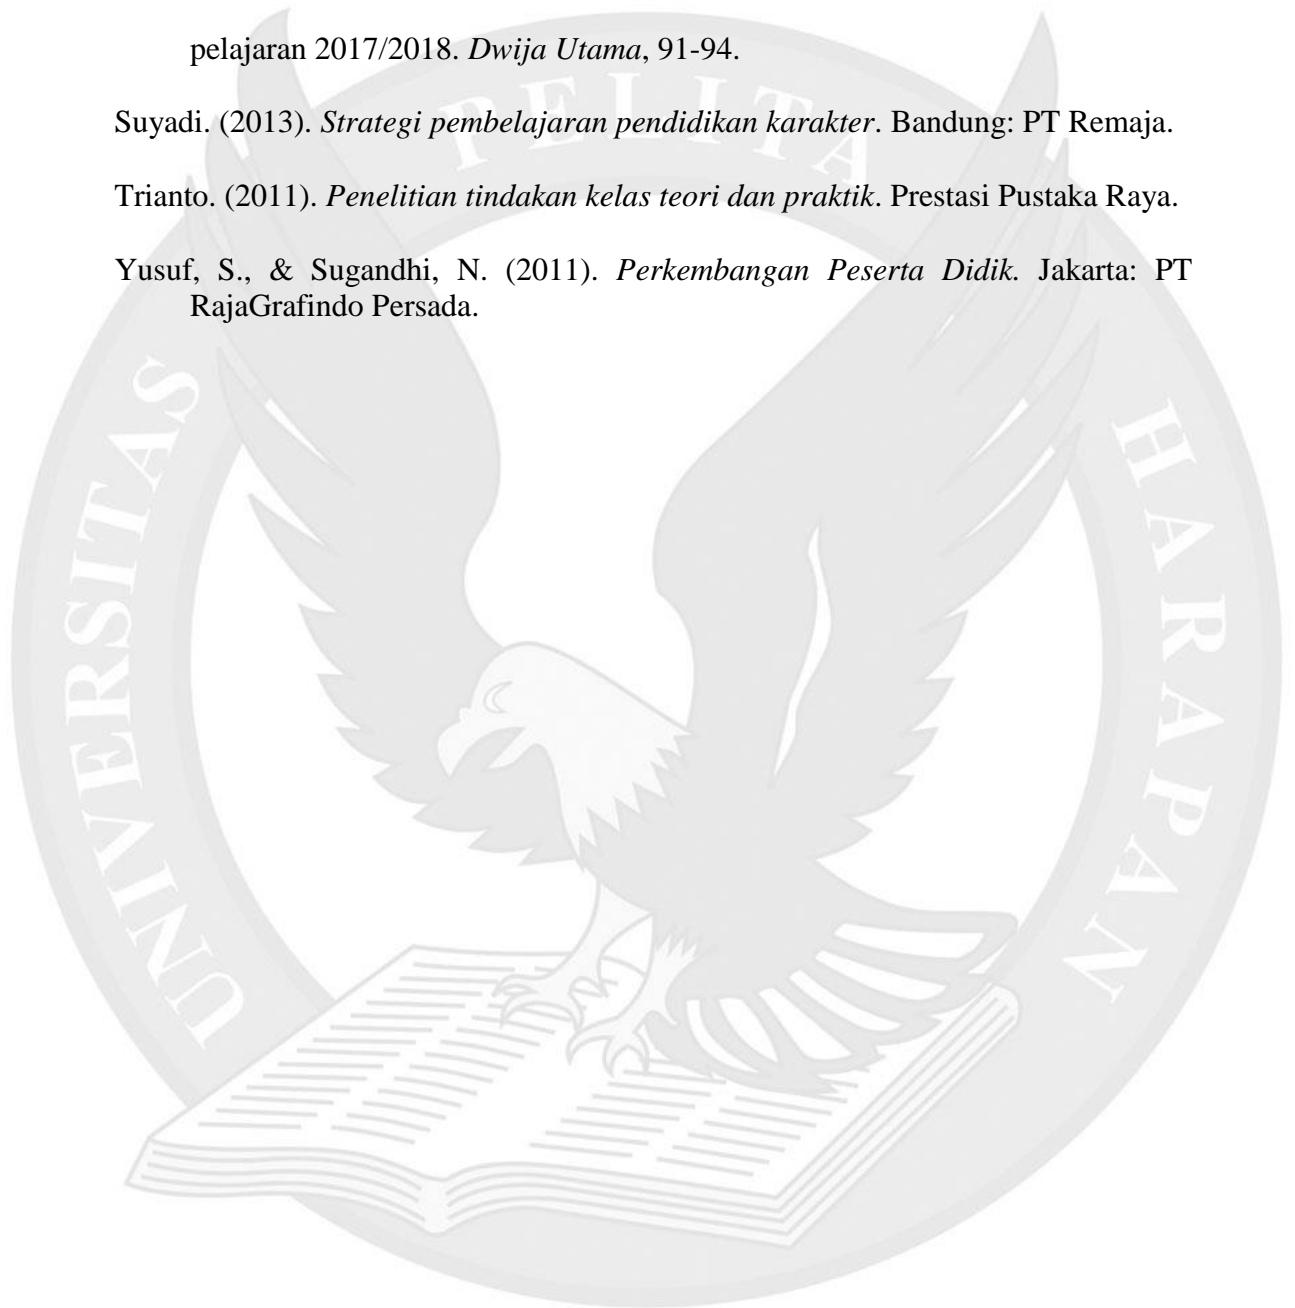 pelajaran 2017/2018. Dwija Utama, 91-94.
Suyadi. (2013). Strategi pembelajaran pendidikan karakter. Bandung: PT Remaja.
Trianto. (2011). Penelitian tindakan kelas teori dan praktik. Prestasi Pustaka Raya.
Yusuf, S., & Sugandhi, N. (2011). Perkembangan Peserta Didik. Jakarta: PT
RajaGrafindo Persada.
UNIVERSITAS PELITA HARAPAN